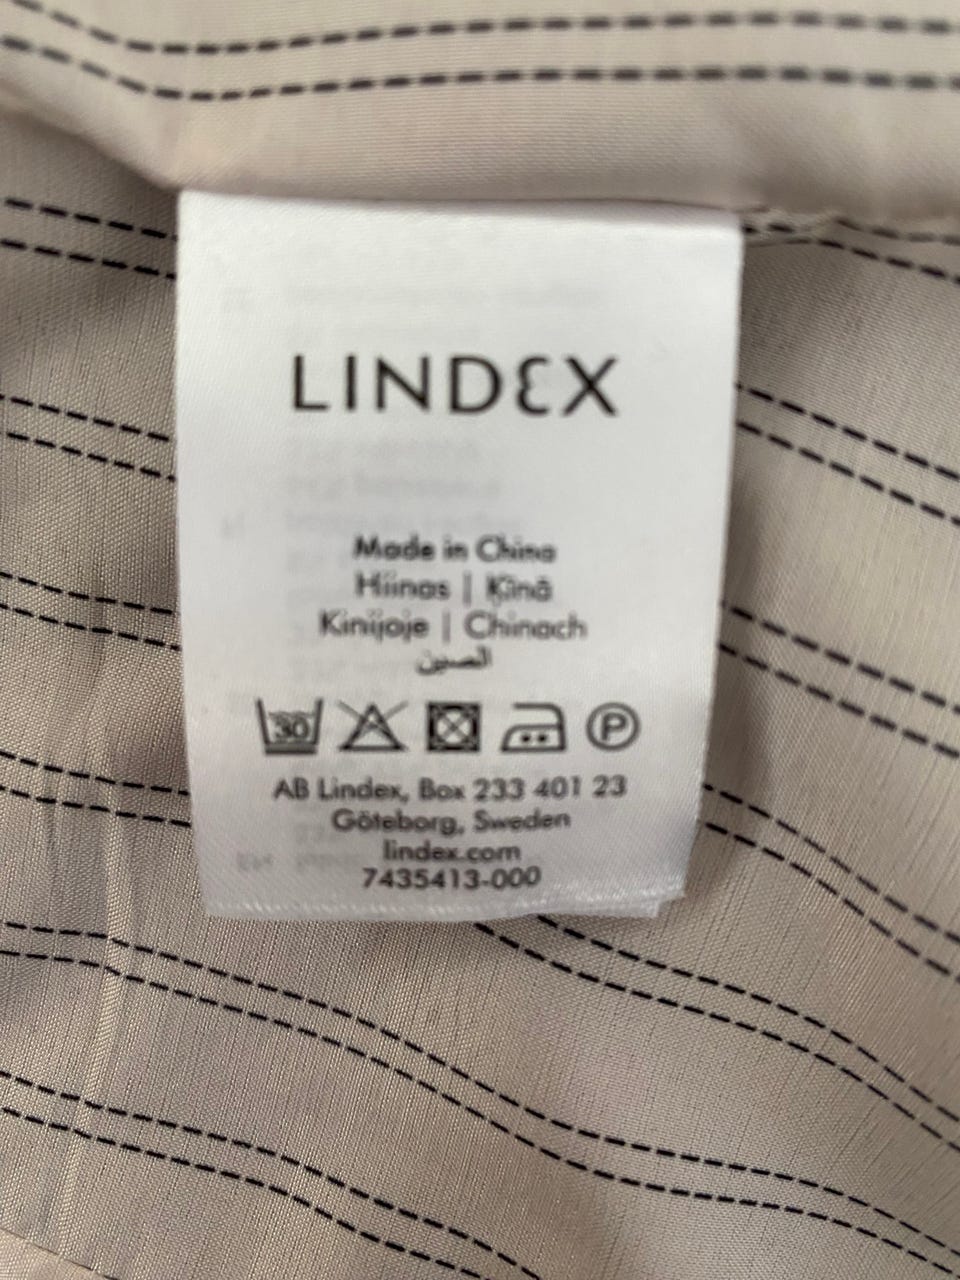 LINDEX
Made in China
Hiinas | Ķīnā
Kinijoje | Chinach
الصين
30
P
AB Lindex, Box 233 401 23
Göteborg, Sweden
lindex.com
7435413-000